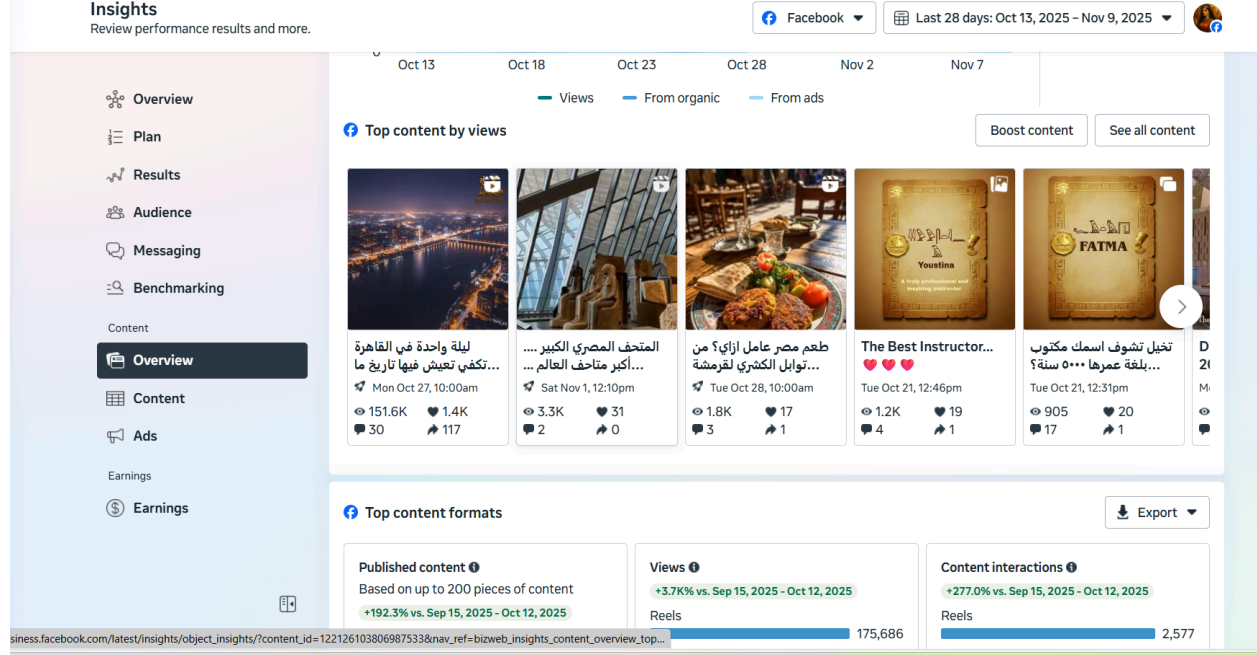 Insights
Review performance results and more.
Facebook
Last 28 days: Oct 13, 2025 – Nov 9, 2025
Overview
Plan
Results
Audience
Messaging
Benchmarking
Content
Overview
Content
Ads
Earnings
Earnings
0
Oct 13
Oct 18
Oct 23
Oct 28
Nov 2
Nov 7
Views
From organic
From ads
Top content by views
Boost content
See all content
ليلة واحدة في القاهرة
تكفي تعيش فيها تاريخ ما...
Mon Oct 27, 10:00am
151.6K
1.4K
30
117
المتحف المصري الكبير ....
أكبر متاحف العالم ......
Sat Nov 1, 12:10pm
3.3K
31
2
0
طعم مصر عامل ازاي؟ من
توابل الكشري لقرمشة...
Tue Oct 28, 10:00am
1.8K
17
3
1
Youstina
A truly professional and
inspiring instructor
The Best Instructor...
Tue Oct 21, 12:46pm
1.2K
19
4
1
FATMA
تخيل تشوف اسمك مكتوب
بلغة عمرها ٥٠٠٠ سنة؟...
Tue Oct 21, 12:31pm
905
20
17
1
Top content formats
Export
Published content
Based on up to 200 pieces of content
+192.3% vs. Sep 15, 2025 - Oct 12, 2025
Views
+3.7K% vs. Sep 15, 2025 - Oct 12, 2025
Reels
175,686
Content interactions
+277.0% vs. Sep 15, 2025 - Oct 12, 2025
Reels
2,577
siness.facebook.com/latest/insights/object_insights/?content_id=122126103806987533&nav_ref=bizweb_insights_content_overview_top...